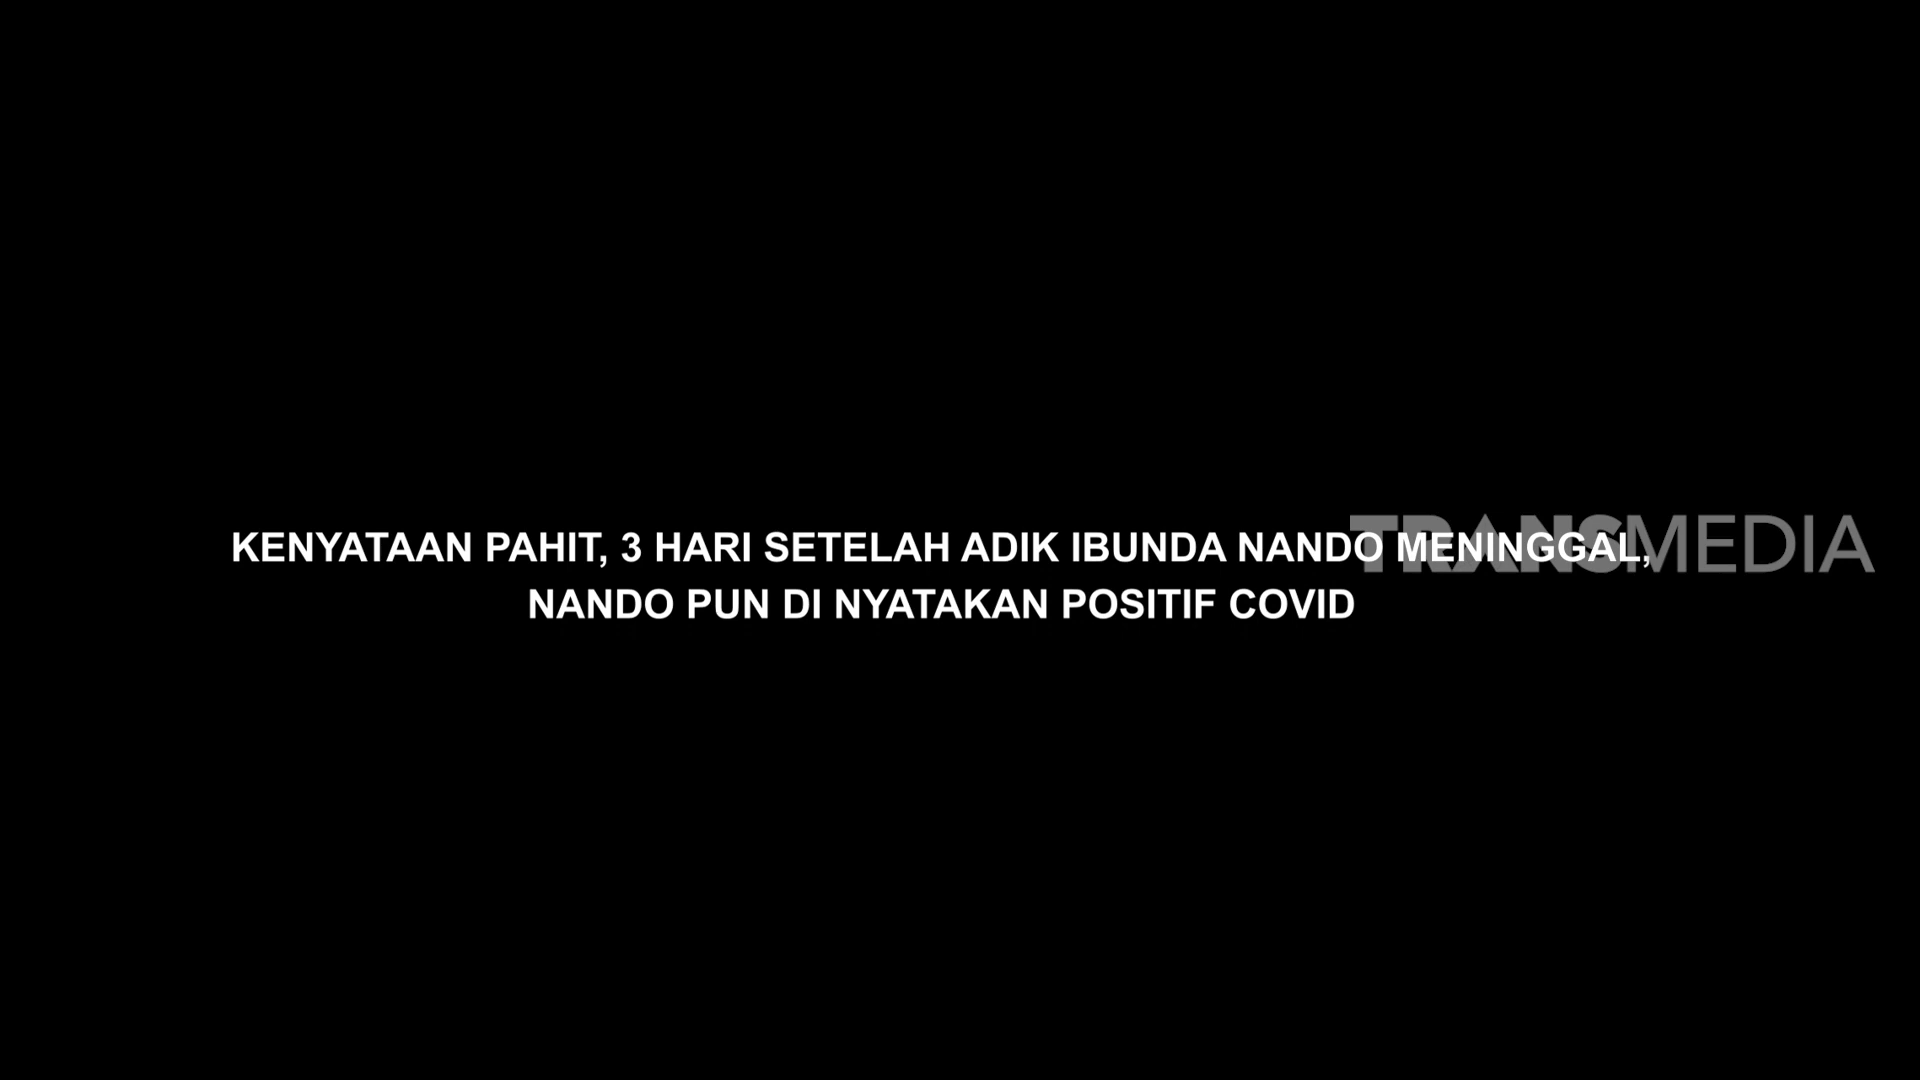 KENYATAAN PAHIT, 3 HARI SETELAH ADIK IBUNDA NANDO MENINGGAL,
NANDO PUN DI NYATAKAN POSITIF COVID
TRANSMEDIA